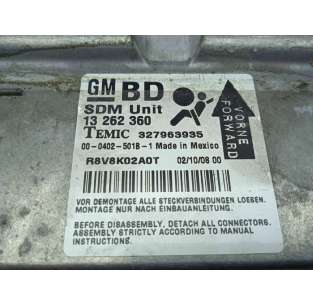 GM BD
SDM Unit
13 262 360
TEMIC 327963935
00-0402-501B-1 Made in Mexico
R8V8K02A0T 02/10/08 00
VORNE
FORWARD
VOR DEMONTAGE ALLE STECKVERBINDUNGEN LOESEN.
MONTAGE NUR NACH EINBAUANLEITUNG.
BEFORE DISASSEMBLY, DETACH ALL CONNECTORS.
ASSEMBLY STRICTLY ACCORDING TO MANUAL
INSTRUCTIONS.